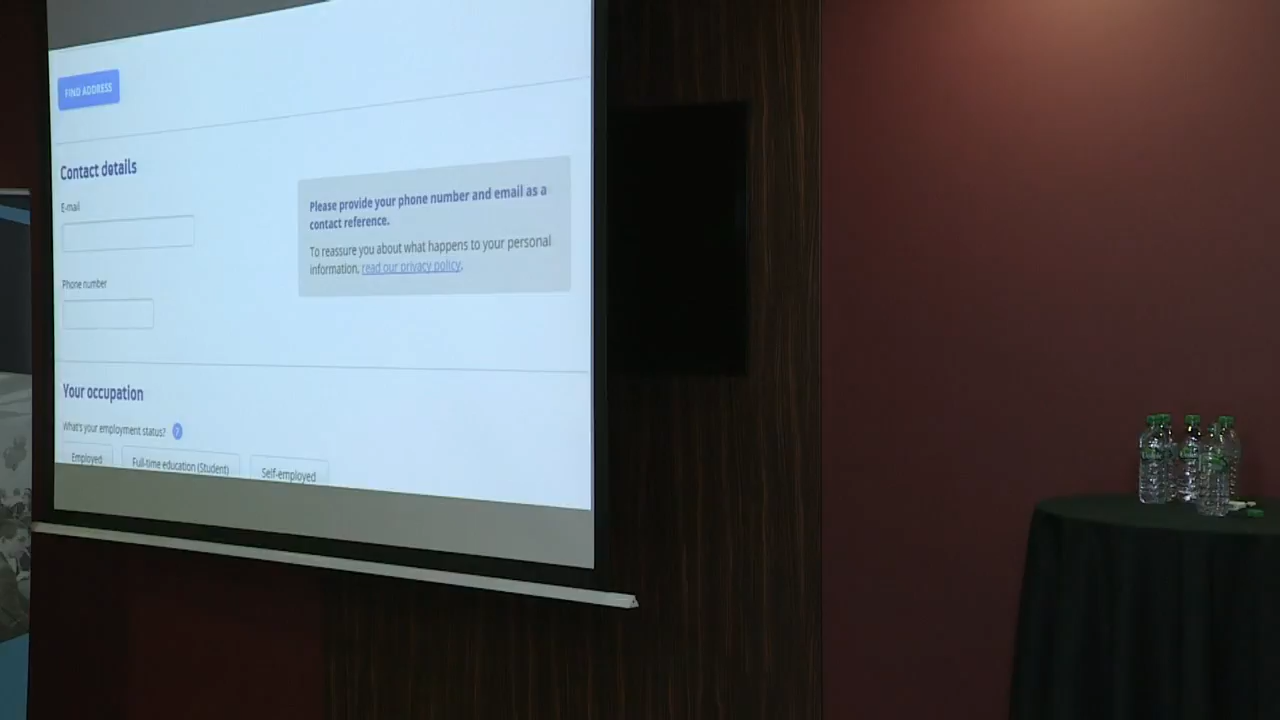 FIND ADDRESS
Contact details
E-mail
Please provide your phone number and email as a
contact reference.
To reassure you about what happens to your personal
information, read our privacy policy.
Phone number
Your occupation
What's your employment status? ?
Employed
Full-time education (Student)
Self-employed